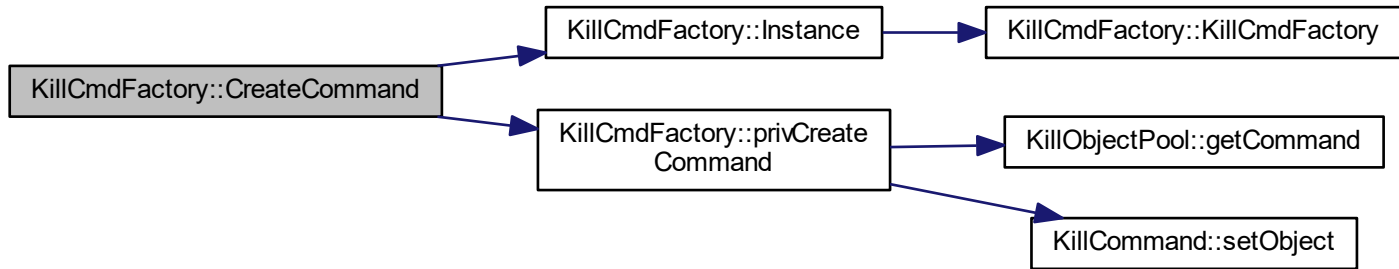 KillCmdFactory::CreateCommand
KillCmdFactory::Instance
KillCmdFactory::KillCmdFactory
KillCmdFactory::privCreate
Command
KillObjectPool::getCommand
KillCommand::setObject